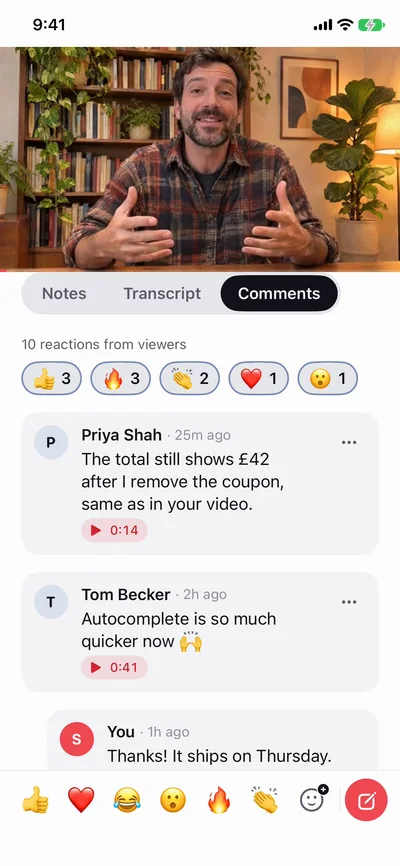 9:41
Notes
Transcript
Comments
10 reactions from viewers
👍 3
🔥 3
👏 2
❤️ 1
😮 1
P
Priya Shah · 25m ago
The total still shows £42
after I remove the coupon,
same as in your video.
0:14
T
Tom Becker · 2h ago
Autocomplete is so much
quicker now 🙌
0:41
S
You · 1h ago
Thanks! It ships on Thursday.